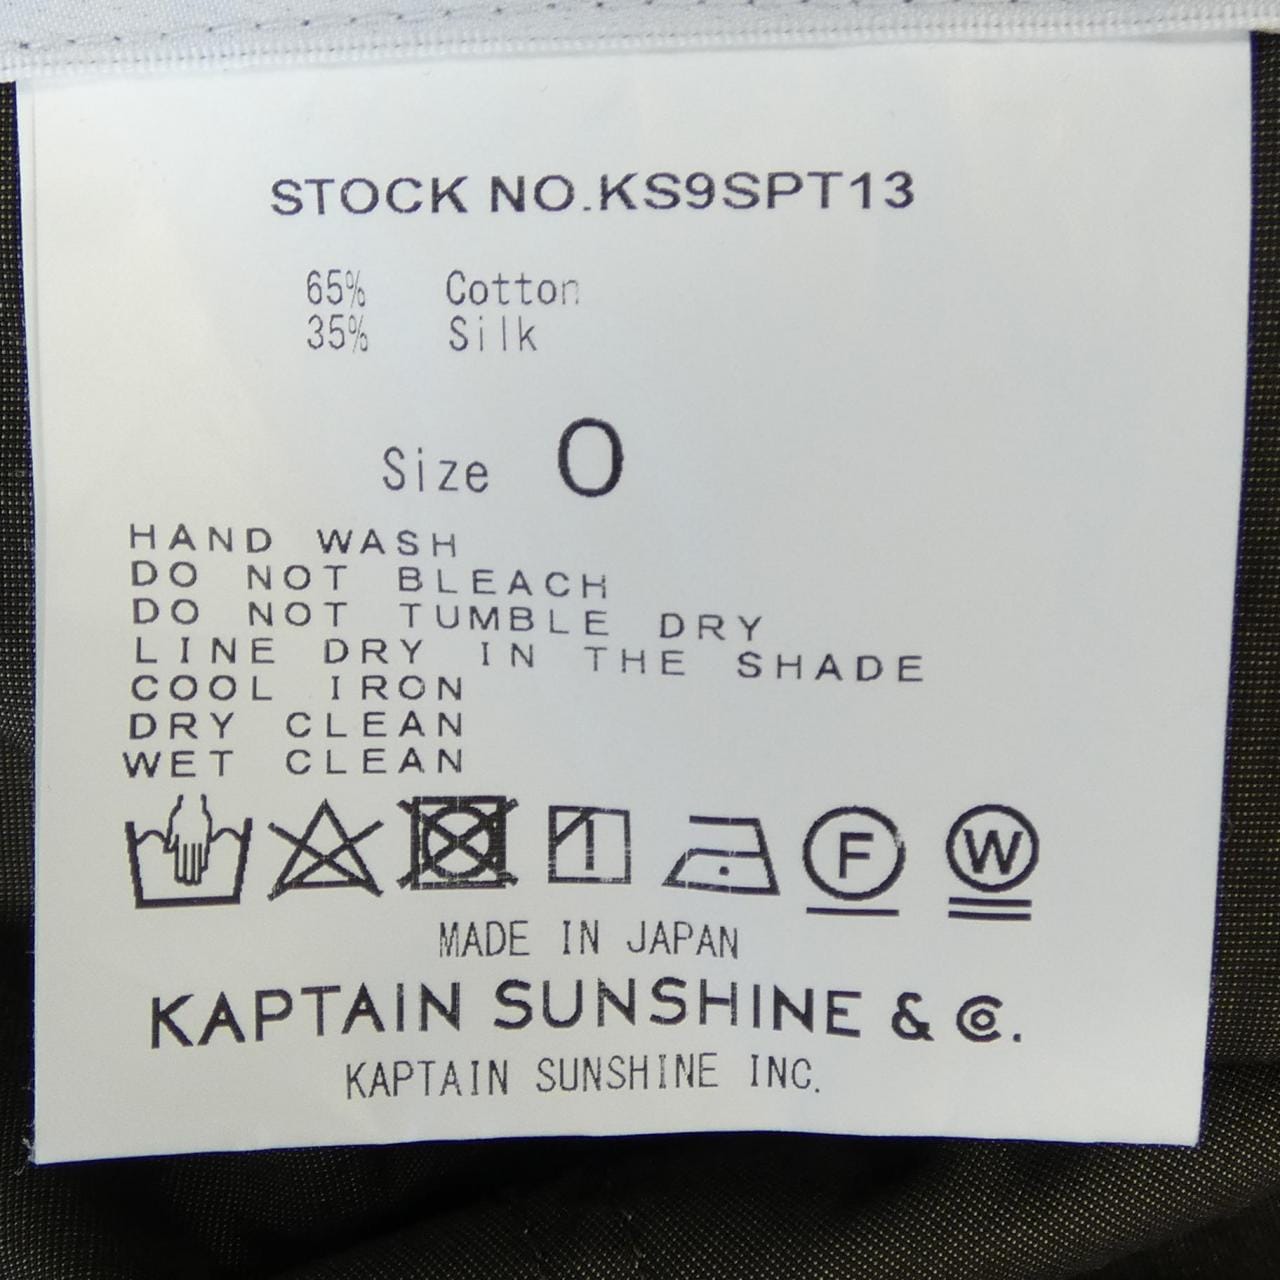 STOCK NO.KS9SPT13
65% Cotton
35% Silk
Size 0
HAND WASH
DO NOT BLEACH
DO NOT TUMBLE DRY
LINE DRY IN THE SHADE
COOL IRON
DRY CLEAN
WET CLEAN
F W
MADE IN JAPAN
KAPTAIN SUNSHINE & Co.
KAPTAIN SUNSHINE INC.